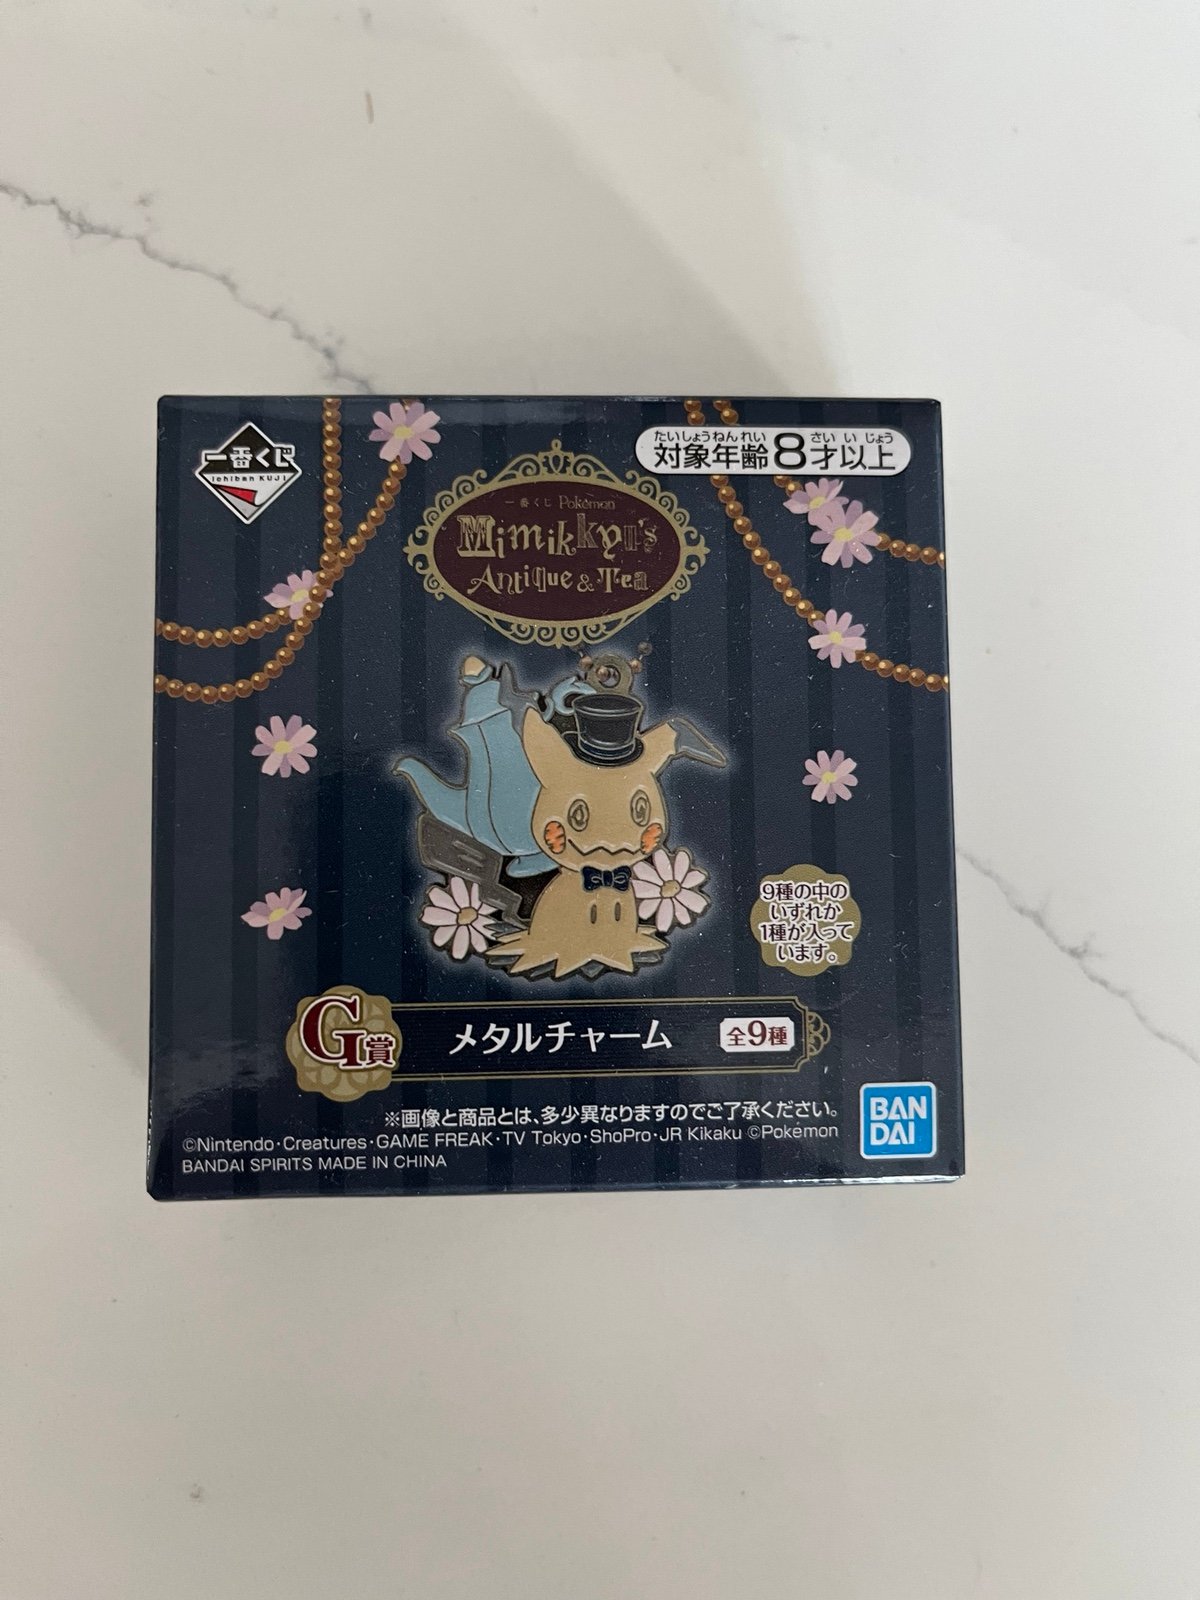 一番くじ
Ichiban KUJI
たいしょうねんれい さいいじょう
対象年齢8才以上
一番くじ Pokémon
Mimikkyu's
Antique & Tea
9種の中の
いずれか
1種が入って
います。
G賞
メタルチャーム
全9種
※画像と商品とは、多少異なりますのでご了承ください。
©Nintendo・Creatures・GAME FREAK・TV Tokyo・ShoPro・JR Kikaku ©Pokémon
BANDAI SPIRITS MADE IN CHINA
BAN
DAI